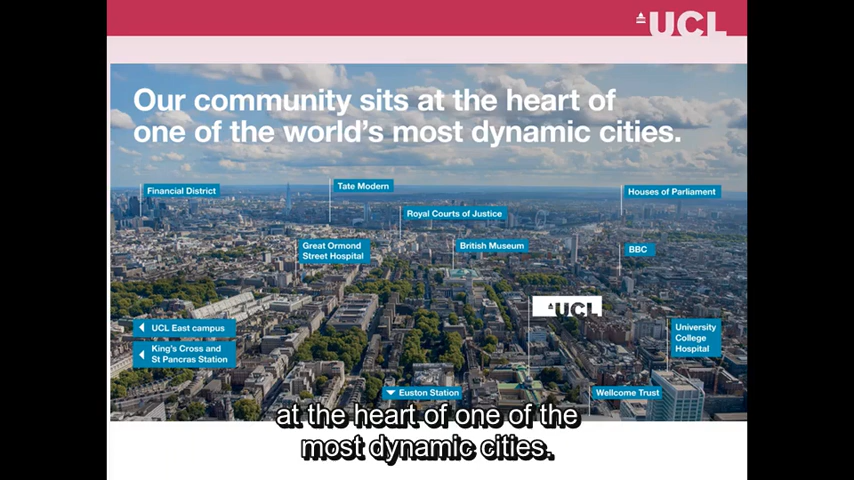 UCL
Our community sits at the heart of
one of the world's most dynamic cities.
Financial District
Tate Modern
Houses of Parliament
Royal Courts of Justice
Great Ormond
Street Hospital
British Museum
BBC
UCL
UCL East campus
King's Cross and
St Pancras Station
University
College
Hospital
Euston Station
Wellcome Trust
at the heart of one of the
most dynamic cities.